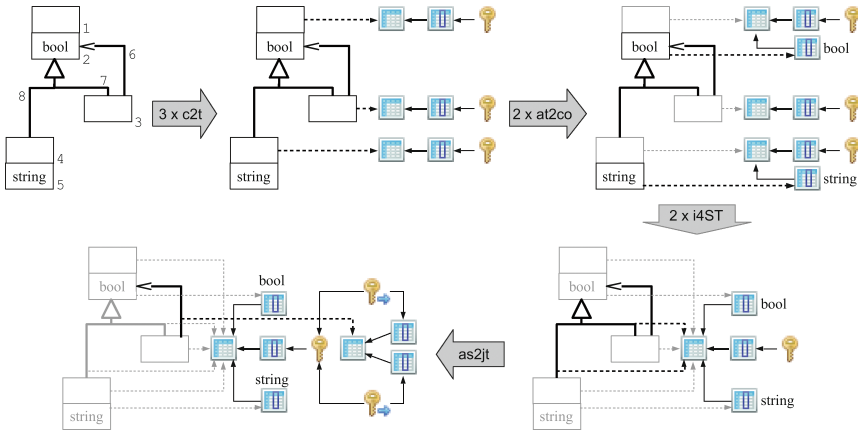 1
bool
2
6
7
8
3
4
string
5
3 x c2t
bool
string
2 x at2co
bool
bool
string
string
2 x i4ST
bool
bool
string
string
as2jt
bool
bool
string
string